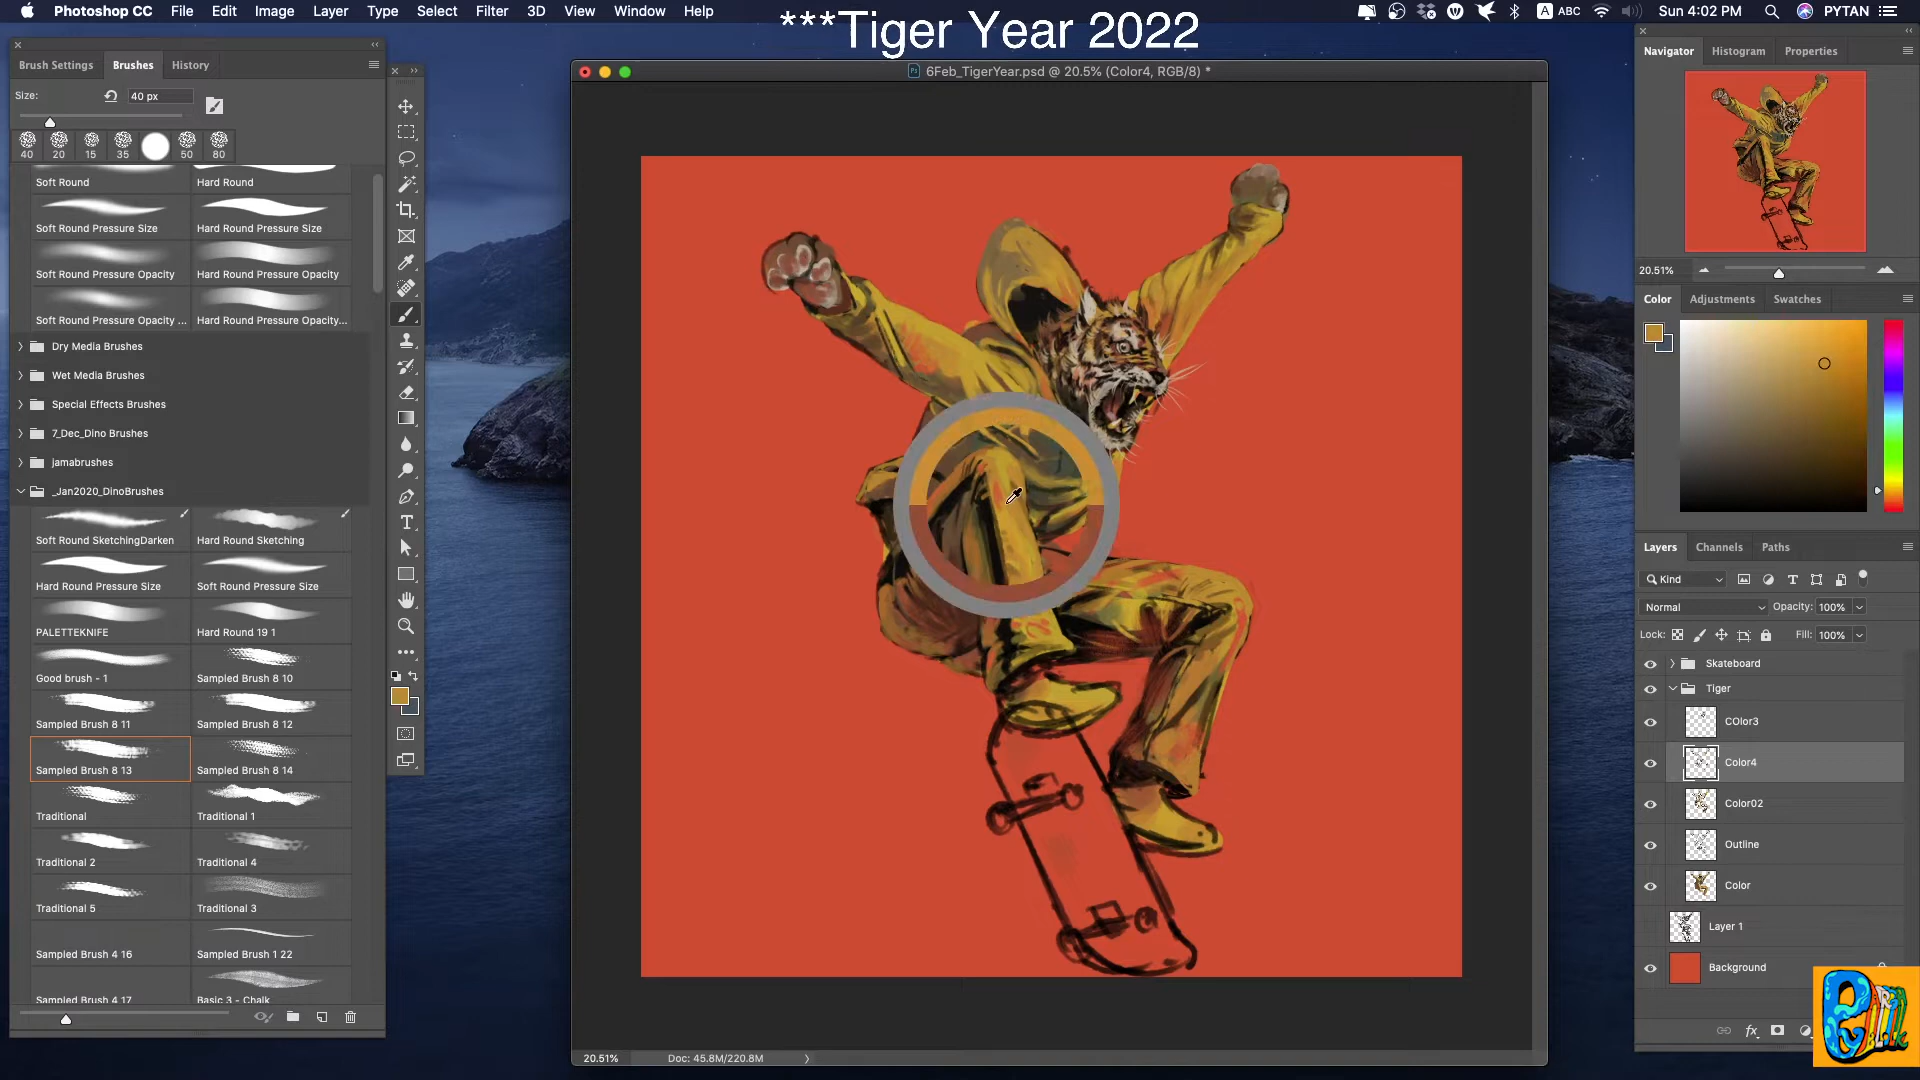 Photoshop CC File Edit Image Layer Type Select Filter 3D View Window Help
A ABC Sun 4:02 PM PYTAN
***Tiger Year 2022
Brush Settings Brushes History
Size: 40 px
40 20 15 35 50 80
Soft Round Hard Round
Soft Round Pressure Size Hard Round Pressure Size
Soft Round Pressure Opacity Hard Round Pressure Opacity
Soft Round Pressure Opacity ... Hard Round Pressure Opacity...
Dry Media Brushes
Wet Media Brushes
Special Effects Brushes
7_Dec_Dino Brushes
jamabrushes
_Jan2020_DinoBrushes
Soft Round SketchingDarken Hard Round Sketching
Hard Round Pressure Size Soft Round Pressure Size
PALETTEKNIFE Hard Round 19 1
Good brush - 1 Sampled Brush 8 10
Sampled Brush 8 11 Sampled Brush 8 12
Sampled Brush 8 13 Sampled Brush 8 14
Traditional Traditional 1
Traditional 2 Traditional 4
Traditional 5 Traditional 3
Sampled Brush 4 16 Sampled Brush 1 22
Sampled Brush 4 17 Basic 3 - Chalk
6Feb_TigerYear.psd @ 20.5% (Color4, RGB/8) *
20.51% Doc: 45.8M/220.8M
Navigator Histogram Properties
20.51%
Color Adjustments Swatches
Layers Channels Paths
Kind
Normal Opacity: 100%
Lock: Fill: 100%
Skateboard
Tiger
COlor3
Color4
Color02
Outline
Color
Layer 1
Background